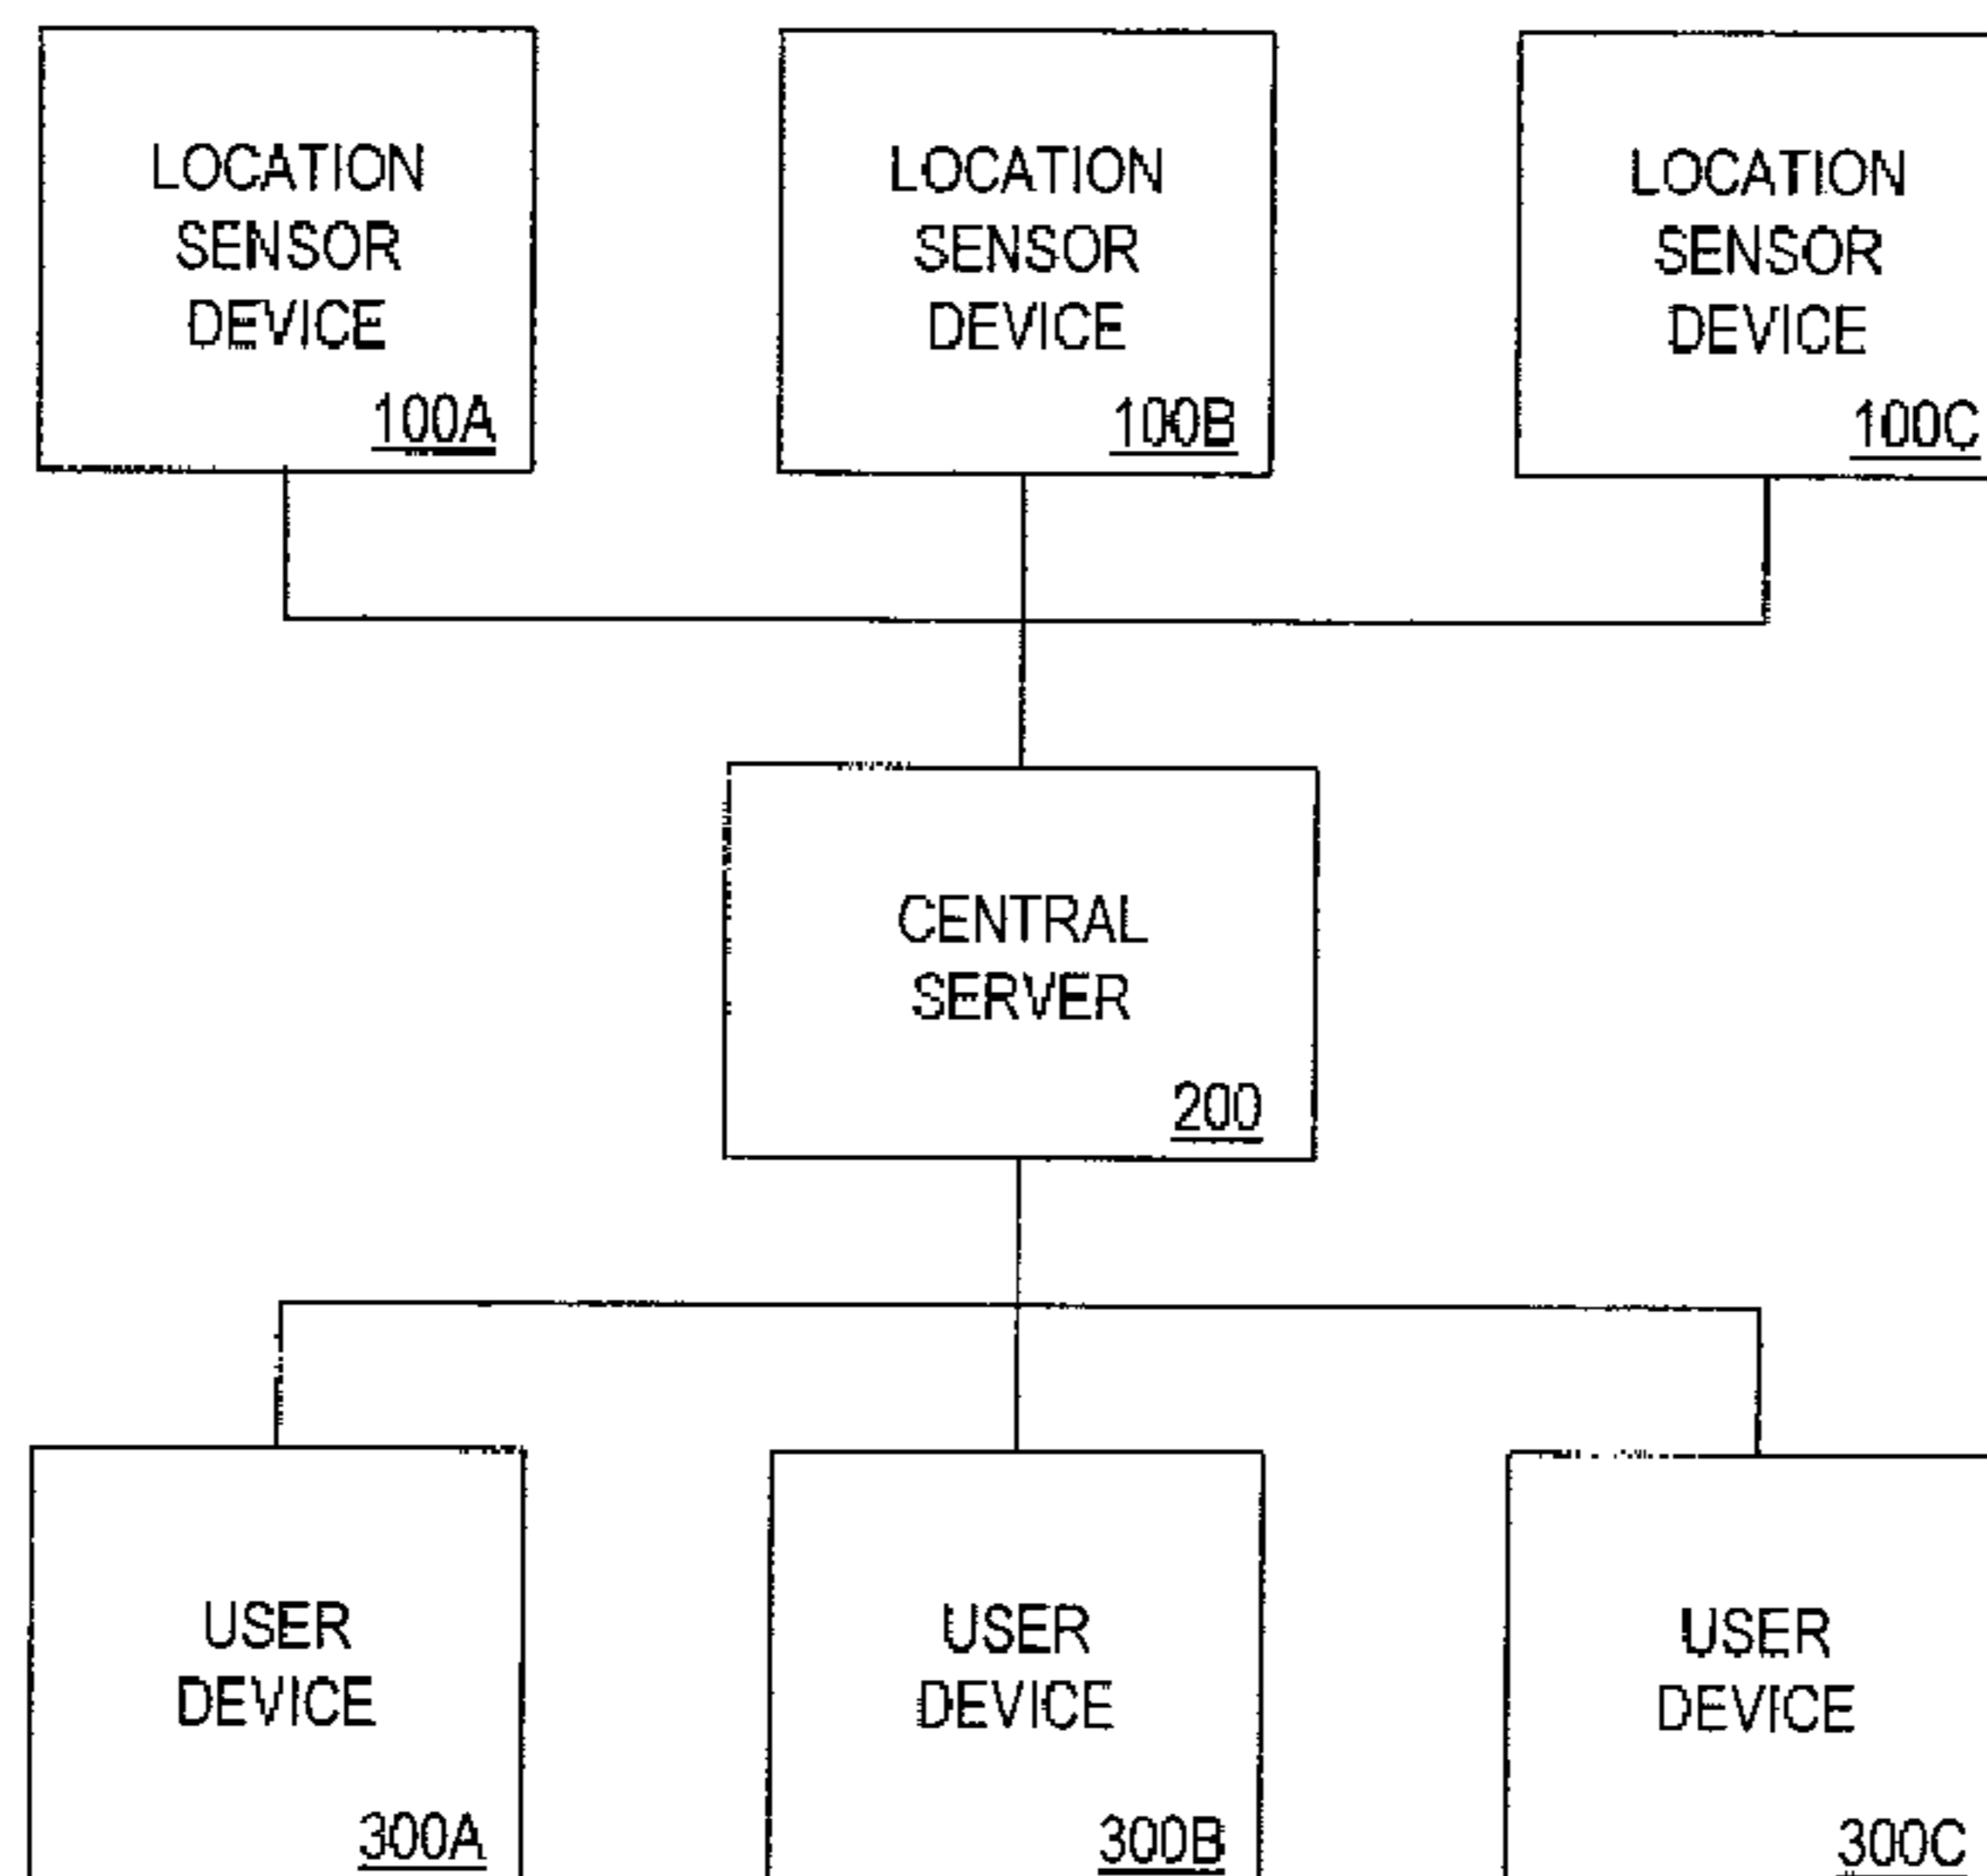 LOCATION
SENSOR
DEVICE
100A
LOCATION
SENSOR
DEVICE
100B
LOCATION
SENSOR
DEVICE
100C
CENTRAL
SERVER
200
USER
DEVICE
300A
USER
DEVICE
300B
USER
DEVICE
300C